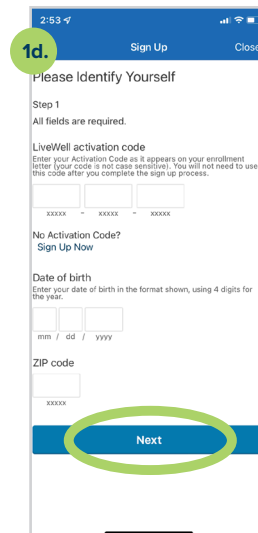 2:53
1d.
Sign Up
Close
Please Identify Yourself
Step 1
All fields are required.
LiveWell activation code
Enter your Activation Code as it appears on your enrollment
letter (your code is not case sensitive). You will not need to use
this code after you complete the sign up process.
xxxxx - xxxxx - xxxxx
No Activation Code?
Sign Up Now
Date of birth
Enter your date of birth in the format shown, using 4 digits for
the year.
mm / dd / yyyy
ZIP code
xxxxx
Next